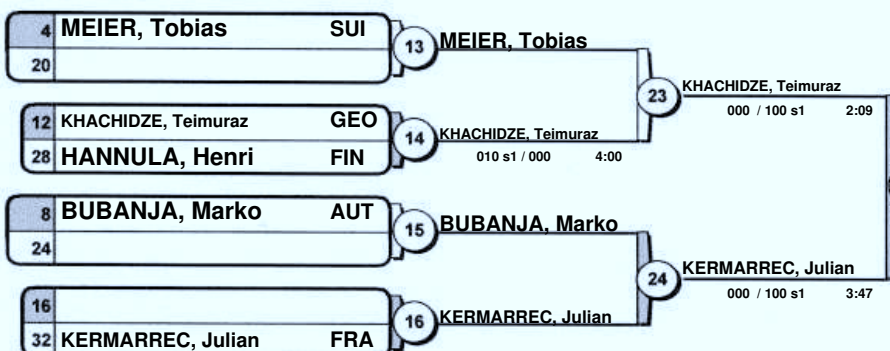 4 MEIER, Tobias SUI
20
13 MEIER, Tobias
12 KHACHIDZE, Teimuraz GEO
28 HANNULA, Henri FIN
14 KHACHIDZE, Teimuraz
010 s1 / 000 4:00
23 KHACHIDZE, Teimuraz
000 / 100 s1 2:09
8 BUBANJA, Marko AUT
24
15 BUBANJA, Marko
16
32 KERMARREC, Julian FRA
16 KERMARREC, Julian
24 KERMARREC, Julian
000 / 100 s1 3:47